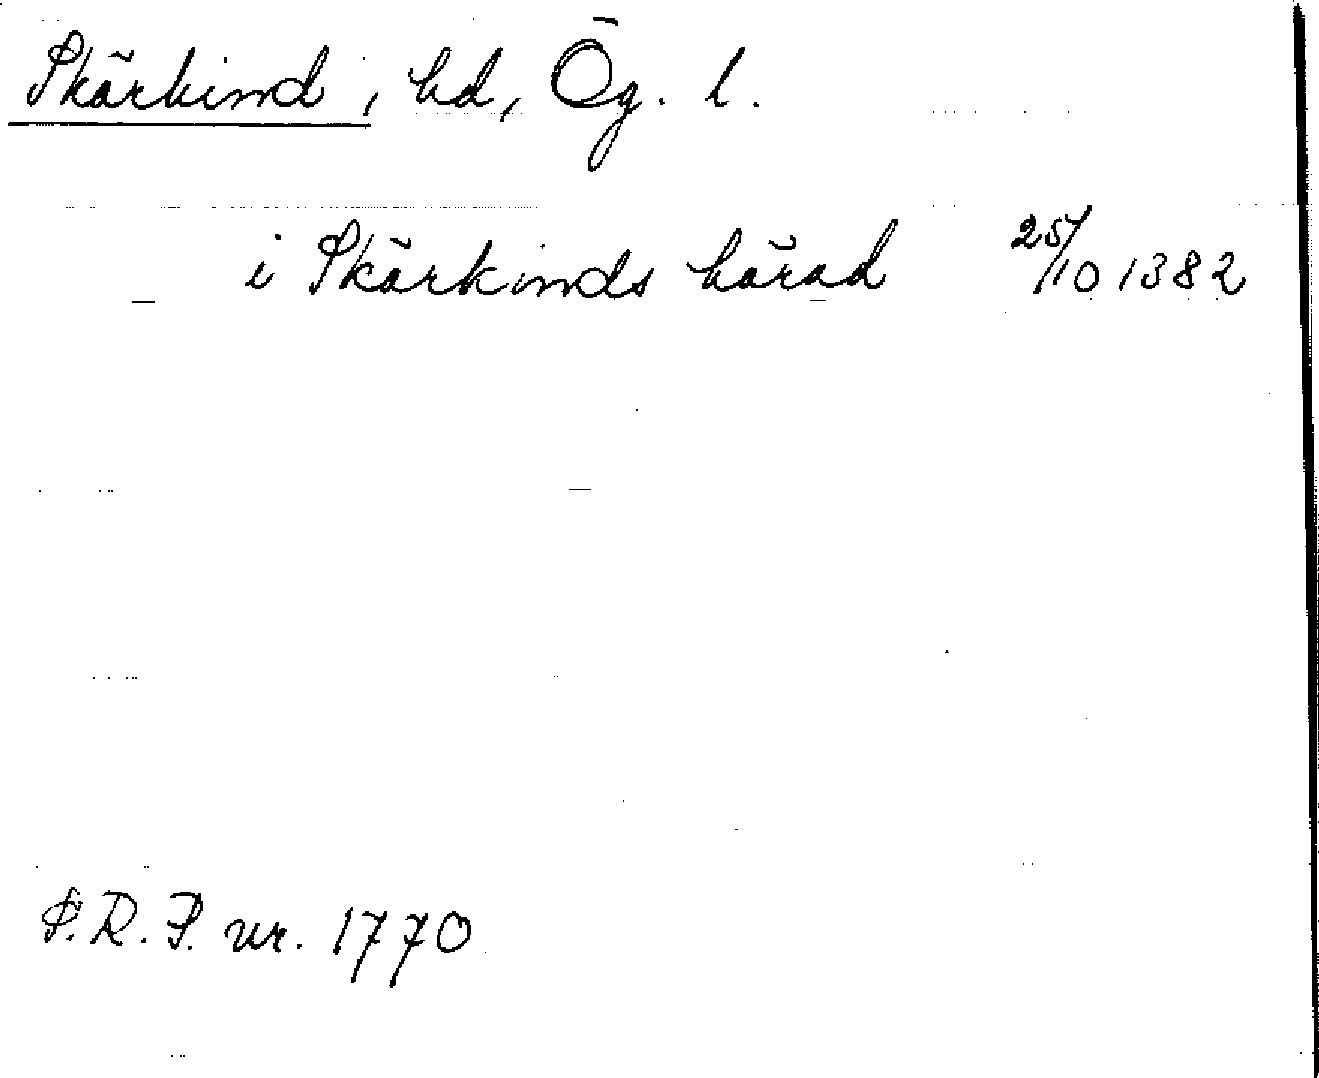 Skärkind, hd, Ög. l.
i Skärkinds härad 25/10 1382
S.R.P. nr. 1770